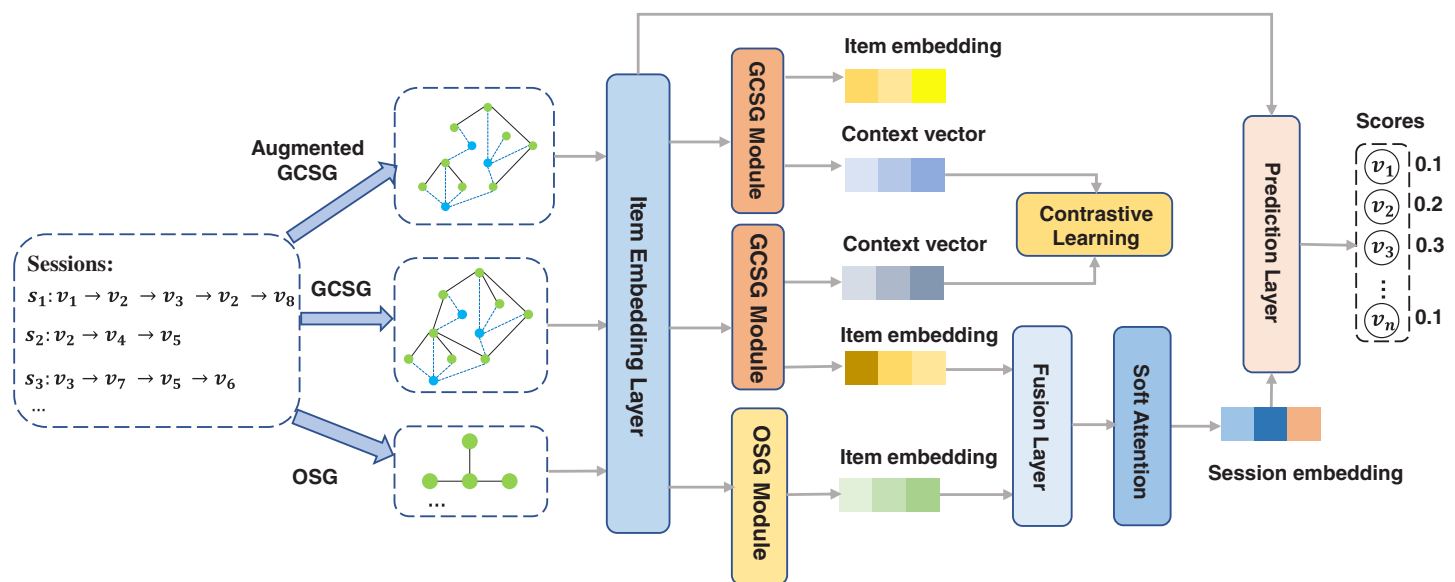 Sessions:
s₁: v₁ → v₂ → v₃ → v₂ → v₈
s₂: v₂ → v₄ → v₅
s₃: v₃ → v₇ → v₅ → v₆
...
Augmented
GCSG
GCSG
OSG
...
Item Embedding Layer
GCSG Module
GCSG Module
OSG Module
Item embedding
Context vector
Context vector
Item embedding
Item embedding
Contrastive
Learning
Fusion Layer
Soft Attention
Session embedding
Prediction Layer
Scores
v₁ 0.1
v₂ 0.2
v₃ 0.3
...
vₙ 0.1